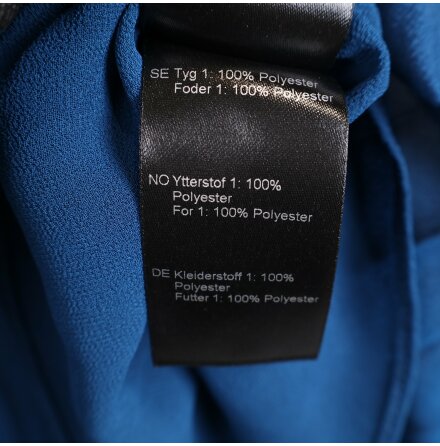 SE Tyg 1: 100% Polyester
Foder 1: 100% Polyester
NO Ytterstof 1: 100%
Polyester
For 1: 100% Polyester
DE Kleiderstoff 1: 100%
Polyester
Futter 1: 100% Polyester